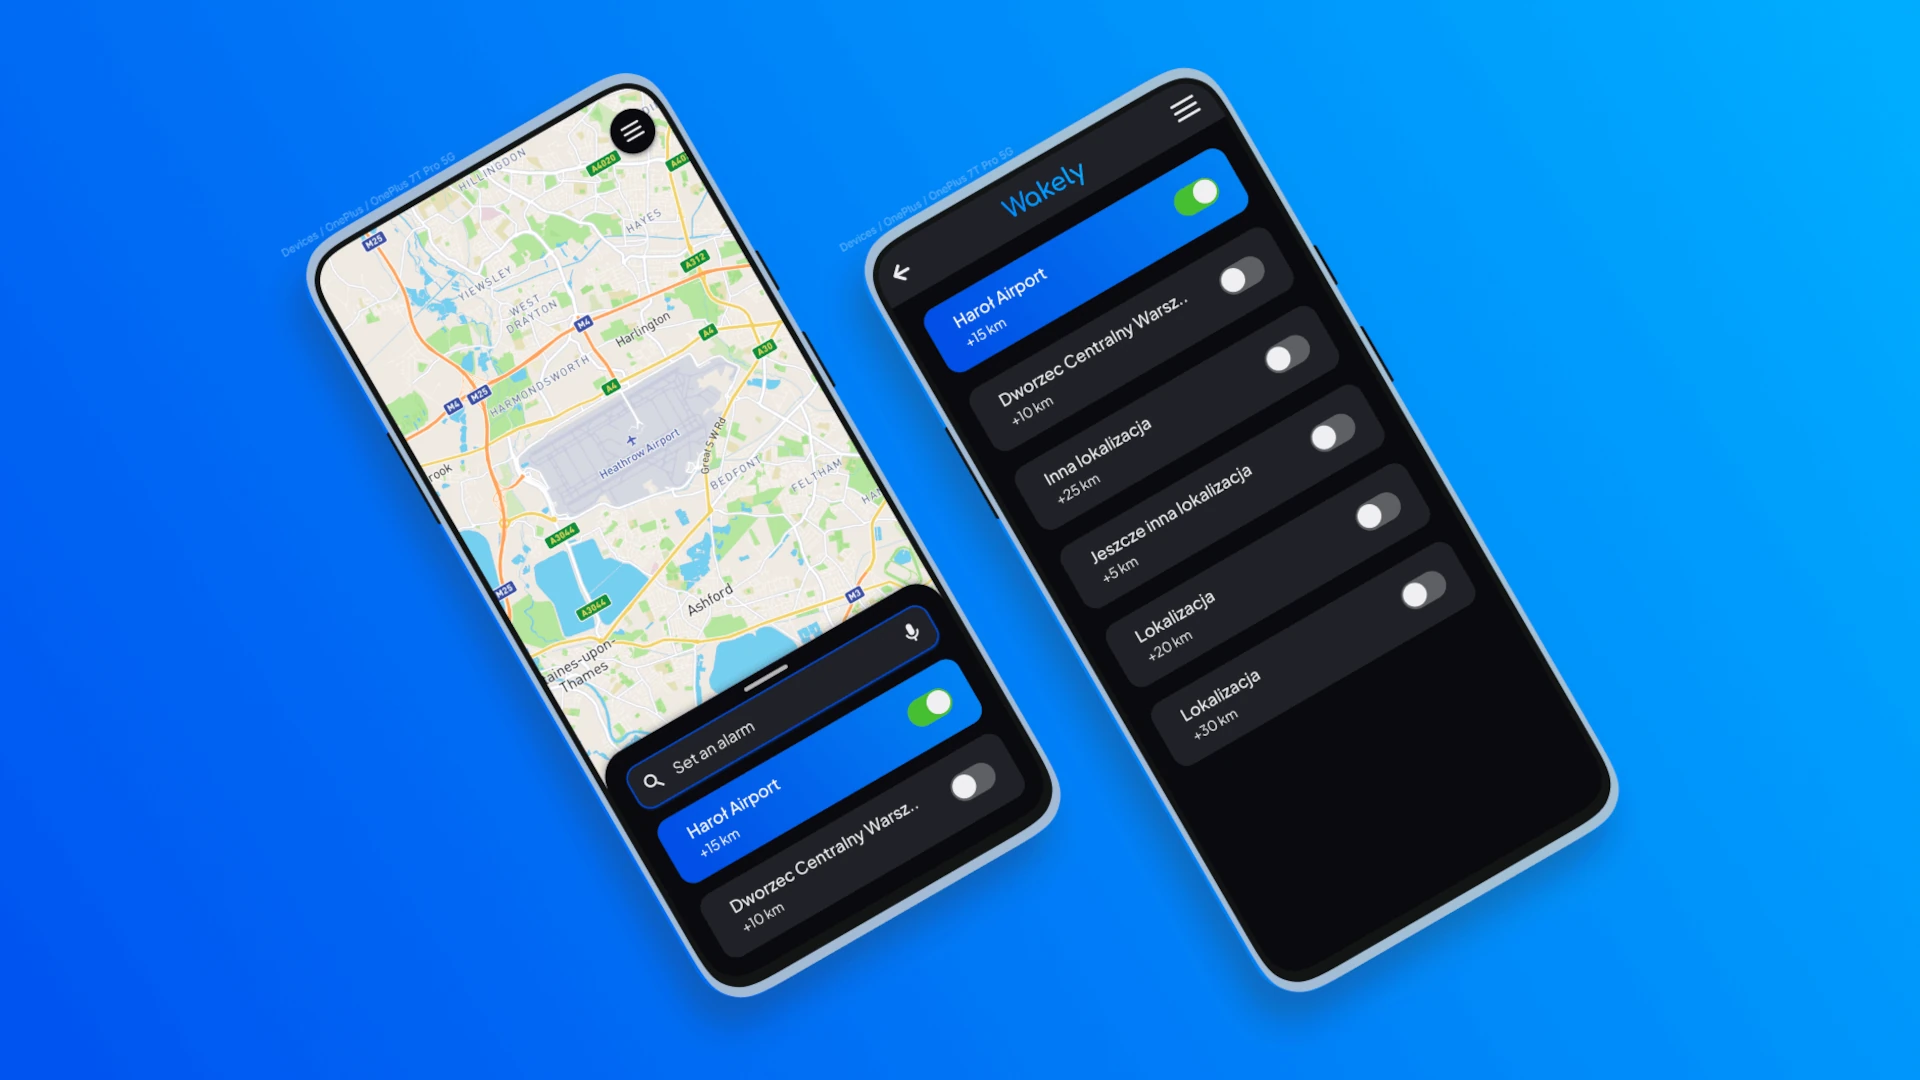 Devices / OnePlus / OnePlus 7T Pro 5G
HILLINGDON
A4020
M25
HAYES
A312
YIEWSLEY
WEST
DRAYTON
M4
Harlington
A4
A30
HARMONDSWORTH
A4
M4
M25
Heathrow Airport
Great S W Rd
BEDFONT
FELTHAM
A3044
M25
A3044
Ashford
M3
aines-upon-
Thames
Set an alarm
Haroł Airport
+15 km
Dworzec Centralny Warsz..
+10 km
Devices / OnePlus / OnePlus 7T Pro 5G
Wakely
Haroł Airport
+15 km
Dworzec Centralny Warsz..
+10 km
Inna lokalizacja
+25 km
Jeszcze inna lokalizacja
+5 km
Lokalizacja
+20 km
Lokalizacja
+30 km